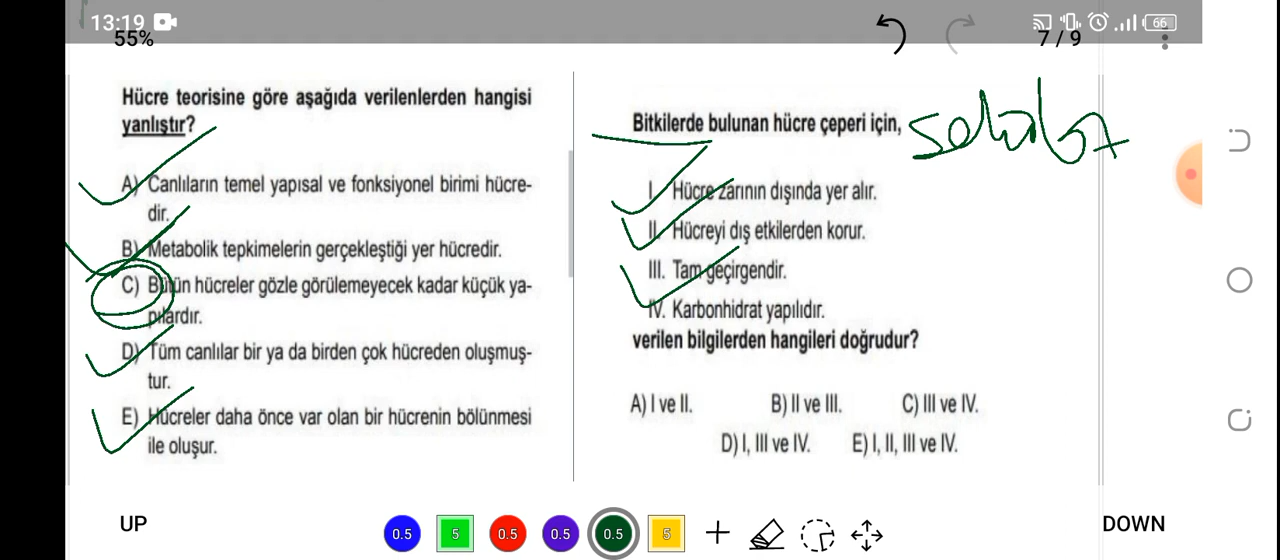 13:19
66
55%
7 / 9
Hücre teorisine göre aşağıda verilenlerden hangisi
yanlıştır?
A) Canlıların temel yapısal ve fonksiyonel birimi hücre-
dir.
B) Metabolik tepkimelerin gerçekleştiği yer hücredir.
C) Bütün hücreler gözle görülemeyecek kadar küçük ya-
pılardır.
D) Tüm canlılar bir ya da birden çok hücreden oluşmuş-
tur.
E) Hücreler daha önce var olan bir hücrenin bölünmesi
ile oluşur.
Bitkilerde bulunan hücre çeperi için,
selüloz
I. Hücre zarının dışında yer alır.
II. Hücreyi dış etkilerden korur.
III. Tam geçirgendir.
IV. Karbonhidrat yapılıdır.
verilen bilgilerden hangileri doğrudur?
A) I ve II. B) II ve III. C) III ve IV.
D) I, III ve IV. E) I, II, III ve IV.
UP
0.5 5 0.5 0.5 0.5 5
DOWN